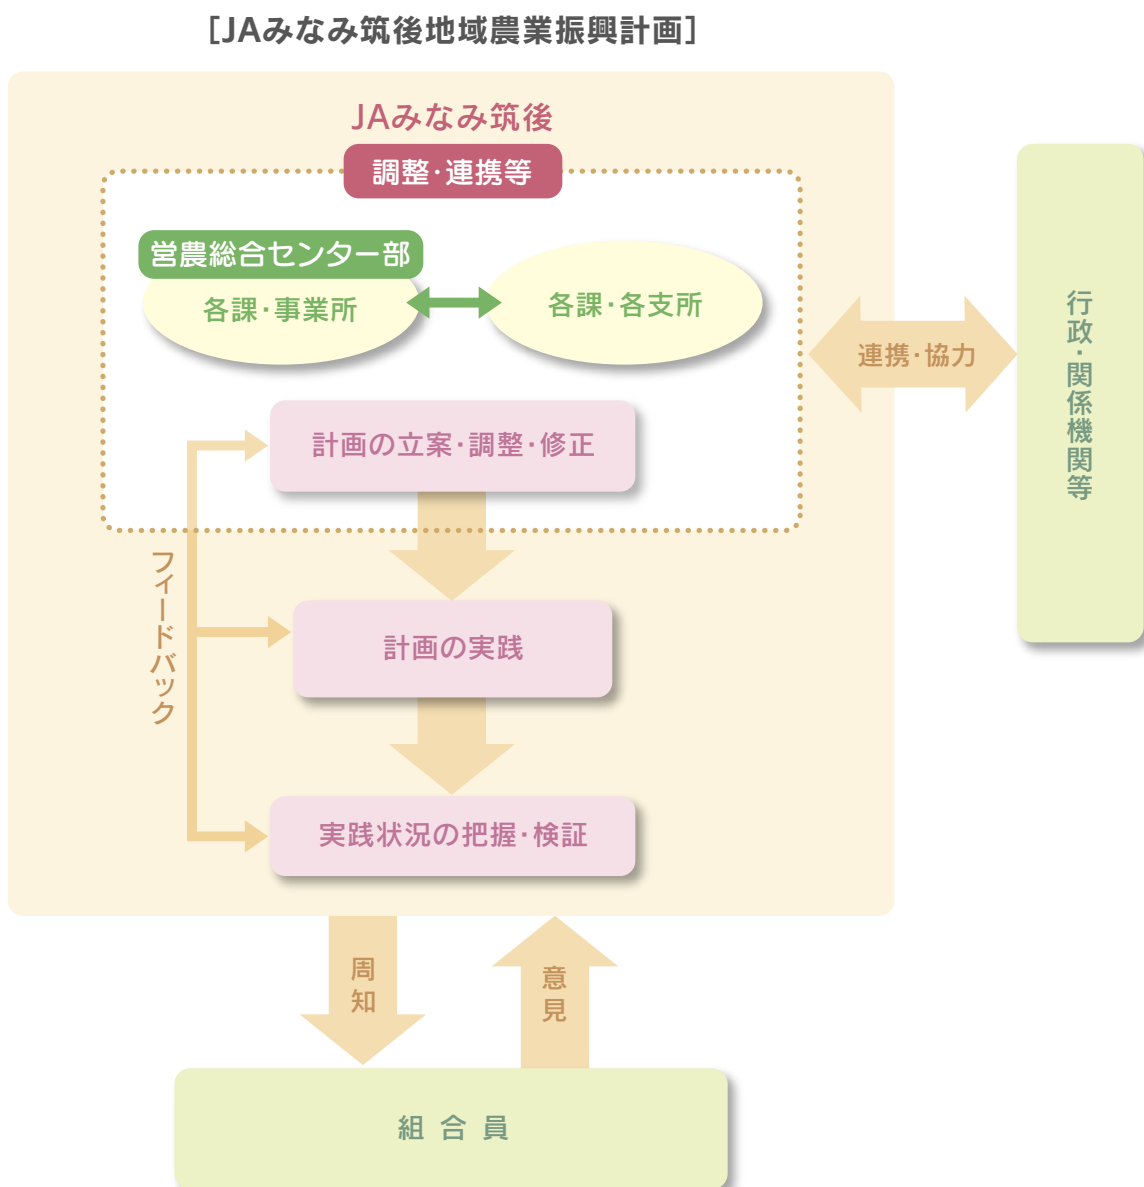 [JAみなみ筑後地域農業振興計画]
JAみなみ筑後
調整・連携等
営農総合センター部
各課・事業所
各課・各支所
連携・協力
行政・関係機関等
計画の立案・調整・修正
フィードバック
計画の実践
実践状況の把握・検証
周知
意見
組合員